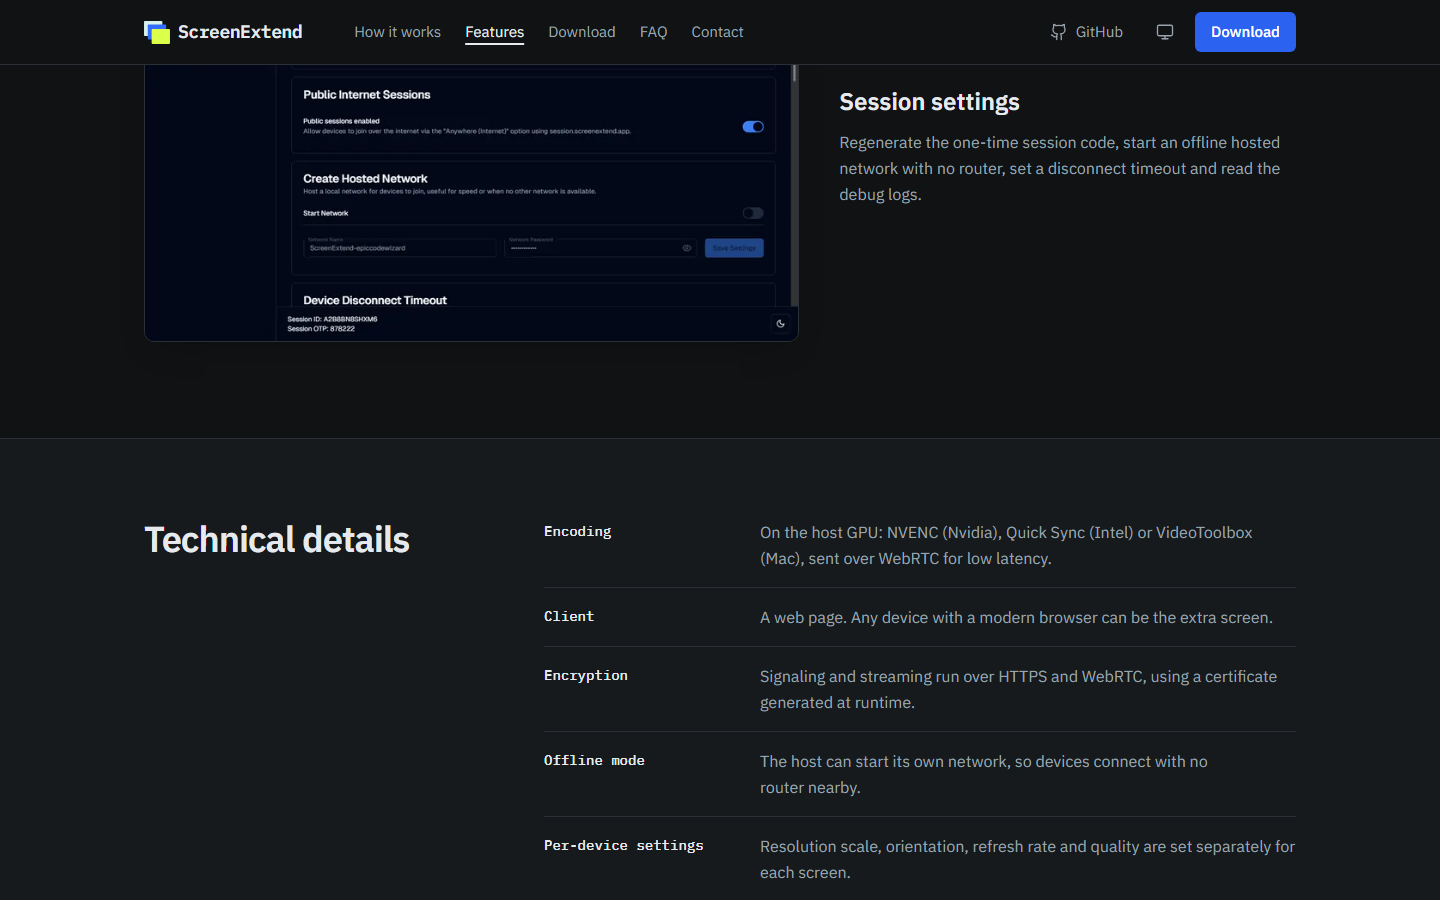 ScreenExtend
How it works
Features
Download
FAQ
Contact
GitHub
Download
Public Internet Sessions
Public sessions enabled
Allow devices to join over the internet via the "Anywhere (Internet)" option using session.screenextend.app.
Create Hosted Network
Host a local network for devices to join, useful for speed or when no other network is available.
Start Network
Network Name
ScreenExtend-epiccodewizard
Network Password
Save Settings
Device Disconnect Timeout
Session ID: A2B8BN8SHXM6
Session OTP: 878222
Session settings
Regenerate the one-time session code, start an offline hosted
network with no router, set a disconnect timeout and read the
debug logs.
Technical details
Encoding
On the host GPU: NVENC (Nvidia), Quick Sync (Intel) or VideoToolbox
(Mac), sent over WebRTC for low latency.
Client
A web page. Any device with a modern browser can be the extra screen.
Encryption
Signaling and streaming run over HTTPS and WebRTC, using a certificate
generated at runtime.
Offline mode
The host can start its own network, so devices connect with no
router nearby.
Per-device settings
Resolution scale, orientation, refresh rate and quality are set separately for
each screen.